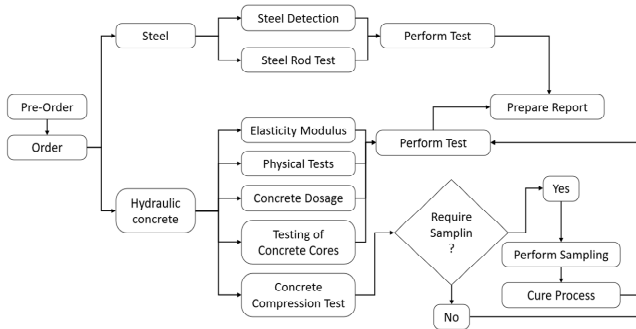 Pre-Order
Order
Steel
Steel Detection
Steel Rod Test
Perform Test
Prepare Report
Hydraulic
concrete
Elasticity Modulus
Physical Tests
Concrete Dosage
Testing of
Concrete Cores
Concrete
Compression Test
Perform Test
Require
Samplin
?
Yes
Perform Sampling
Cure Process
No